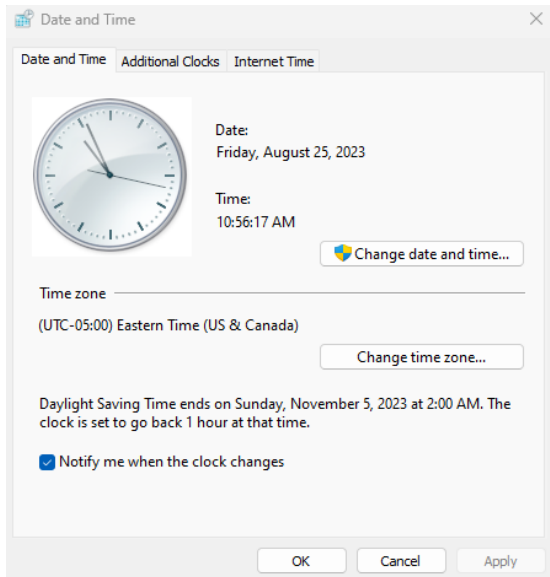 Date and Time
Date and Time
Additional Clocks
Internet Time
Date:
Friday, August 25, 2023
Time:
10:56:17 AM
Change date and time...
Time zone
(UTC-05:00) Eastern Time (US & Canada)
Change time zone...
Daylight Saving Time ends on Sunday, November 5, 2023 at 2:00 AM. The
clock is set to go back 1 hour at that time.
Notify me when the clock changes
OK
Cancel
Apply